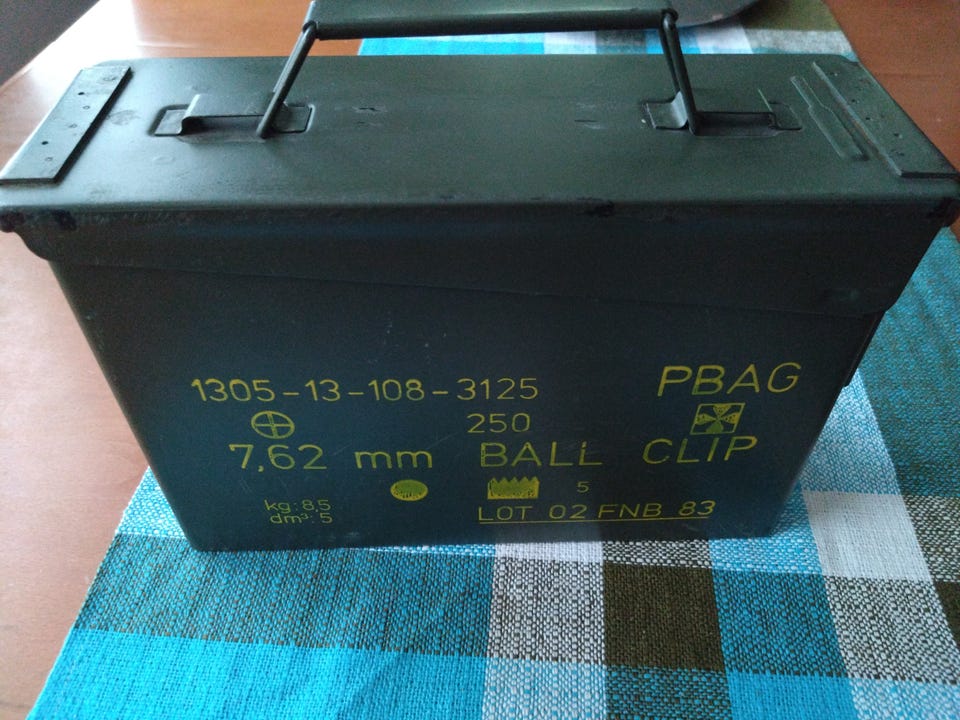 1305-13-108-3125 PBAG
250
7,62 mm BALL CLIP
5
kg: 8,5
dm³: 5
LOT 02 FNB 83